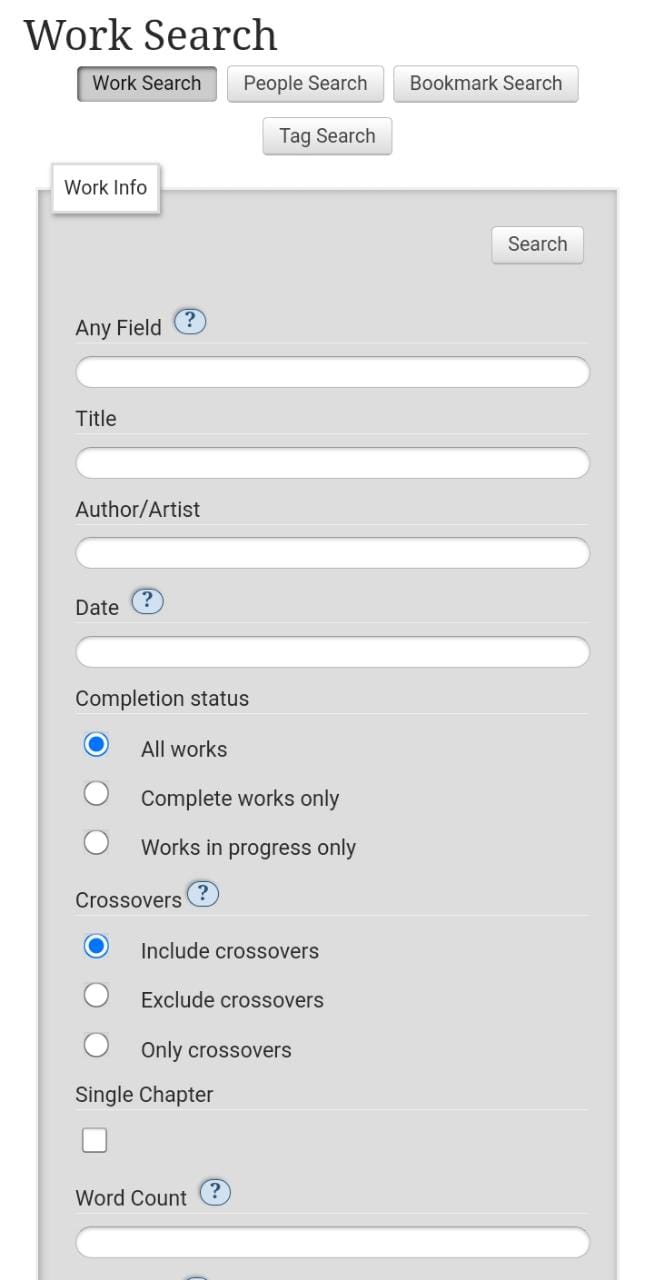 Work Search
Work Search People Search Bookmark Search
Tag Search
Work Info
Search
Any Field ?
Title
Author/Artist
Date ?
Completion status
All works
Complete works only
Works in progress only
Crossovers ?
Include crossovers
Exclude crossovers
Only crossovers
Single Chapter
Word Count ?